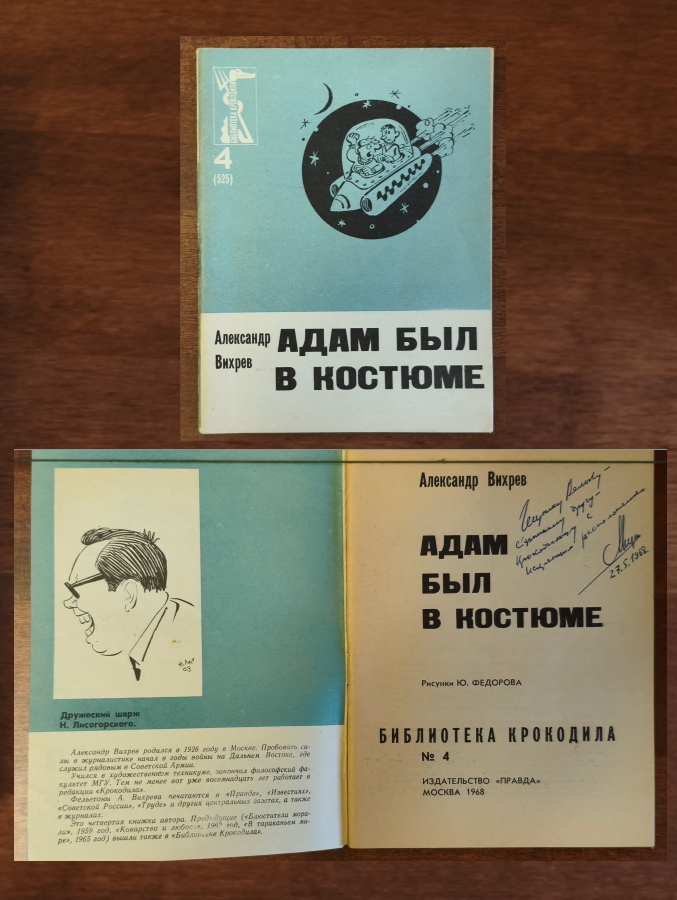 БИБЛИОТЕКА КРОКОДИЛА
4
(525)
Александр
Вихрев
АДАМ БЫЛ
В КОСТЮМЕ
Дружеский шарж
Н. Лисогорского.
Александр Вихрев родился в 1926 году в Москве. Пробовать си-
лы в журналистике начал в годы войны на Дальнем Востоке, где
служил рядовым в Советской Армии.
Учился в художественном техникуме, закончил философский фа-
культет МГУ. Тем не менее вот уже восемнадцать лет работает в
редакции «Крокодила».
Фельетоны А. Вихрева печатаются в «Правде», «Известиях»,
«Советской России», «Труде» и других центральных газетах, а также
в журналах.
Это четвертая книжка автора. Предыдущие («Блюстители мора-
ли», 1959 год, «Коварство и любовь», год, «В тараканьем ми-
ре», 1965 год) вышли также в «Библиотеке Крокодила».
Александр Вихрев
27.5.
АДАМ
БЫЛ
В КОСТЮМЕ
Рисунки Ю. ФЕДОРОВА
БИБЛИОТЕКА КРОКОДИЛА
№ 4
ИЗДАТЕЛЬСТВО «ПРАВДА»
МОСКВА 1968